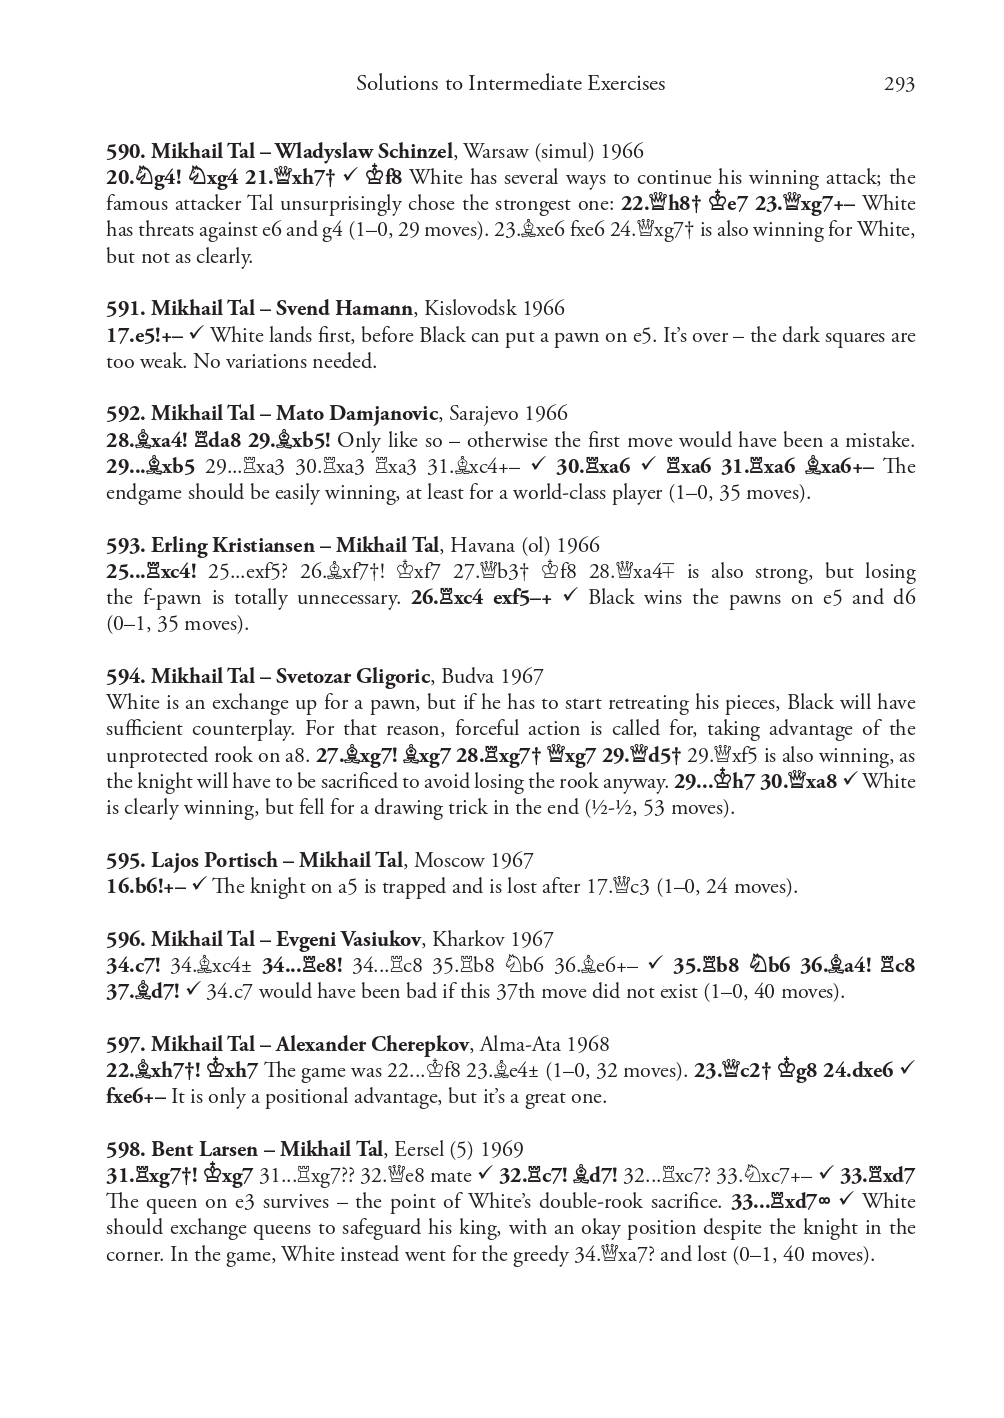 Solutions to Intermediate Exercises 293
590. Mikhail Tal – Wladyslaw Schinzel, Warsaw (simul) 1966
20.♘g4! ♘xg4 21.♕xh7† ✓ ♔f8 White has several ways to continue his winning attack; the
famous attacker Tal unsurprisingly chose the strongest one: 22.♕h8† ♔e7 23.♕xg7+– White
has threats against e6 and g4 (1–0, 29 moves). 23.♗xe6 fxe6 24.♕xg7† is also winning for White,
but not as clearly.
591. Mikhail Tal – Svend Hamann, Kislovodsk 1966
17.e5!+– ✓ White lands first, before Black can put a pawn on e5. It’s over – the dark squares are
too weak. No variations needed.
592. Mikhail Tal – Mato Damjanovic, Sarajevo 1966
28.♗xa4! ♖da8 29.♗xb5! Only like so – otherwise the first move would have been a mistake.
29...♗xb5 29...♖xa3 30.♖xa3 ♖xa3 31.♗xc4+– ✓ 30.♖xa6 ✓ ♖xa6 31.♖xa6 ♗xa6+– The
endgame should be easily winning, at least for a world-class player (1–0, 35 moves).
593. Erling Kristiansen – Mikhail Tal, Havana (ol) 1966
25...♖xc4! 25...exf5? 26.♗xf7†! ♔xf7 27.♕b3† ♔f8 28.♕xa4∓ is also strong, but losing
the f-pawn is totally unnecessary. 26.♖xc4 exf5–+ ✓ Black wins the pawns on e5 and d6
(0–1, 35 moves).
594. Mikhail Tal – Svetozar Gligoric, Budva 1967
White is an exchange up for a pawn, but if he has to start retreating his pieces, Black will have
sufficient counterplay. For that reason, forceful action is called for, taking advantage of the
unprotected rook on a8. 27.♗xg7! ♗xg7 28.♖xg7† ♕xg7 29.♕d5† 29.♕xf5 is also winning, as
the knight will have to be sacrificed to avoid losing the rook anyway. 29...♔h7 30.♕xa8 ✓ White
is clearly winning, but fell for a drawing trick in the end (½-½, 53 moves).
595. Lajos Portisch – Mikhail Tal, Moscow 1967
16.b6!+– ✓ The knight on a5 is trapped and is lost after 17.♕c3 (1–0, 24 moves).
596. Mikhail Tal – Evgeni Vasiukov, Kharkov 1967
34.c7! 34.♗xc4± 34...♖e8! 34...♖c8 35.♖b8 ♘b6 36.♗e6+– ✓ 35.♖b8 ♘b6 36.♗a4! ♖c8
37.♗d7! ✓ 34.c7 would have been bad if this 37th move did not exist (1–0, 40 moves).
597. Mikhail Tal – Alexander Cherepkov, Alma-Ata 1968
22.♗xh7†! ♔xh7 The game was 22...♔f8 23.♗e4± (1–0, 32 moves). 23.♕c2† ♔g8 24.dxe6 ✓
fxe6+– It is only a positional advantage, but it’s a great one.
598. Bent Larsen – Mikhail Tal, Eersel (5) 1969
31.♖xg7†! ♔xg7 31...♖xg7?? 32.♕e8 mate ✓ 32.♖c7! ♗d7! 32...♖xc7? 33.♘xc7+– ✓ 33.♖xd7
The queen on e3 survives – the point of White’s double-rook sacrifice. 33...♖xd7∞ ✓ White
should exchange queens to safeguard his king, with an okay position despite the knight in the
corner. In the game, White instead went for the greedy 34.♕xa7? and lost (0–1, 40 moves).